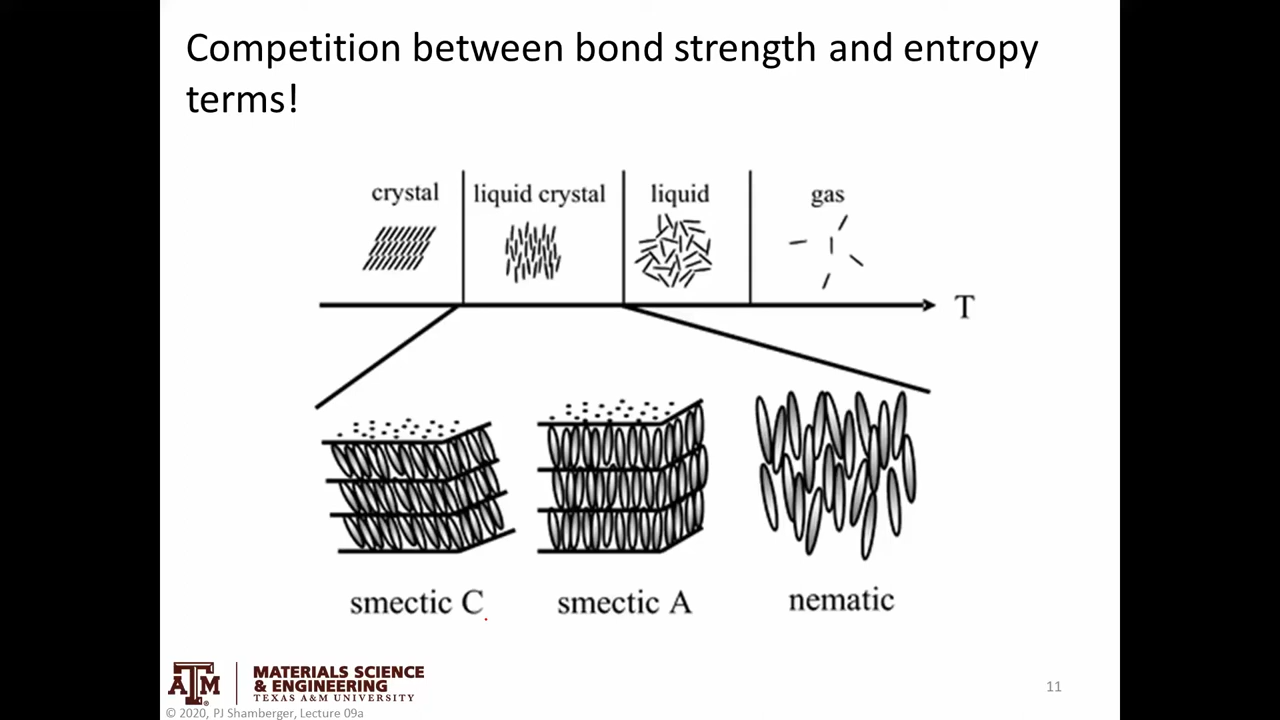 Competition between bond strength and entropy
terms!
crystal
liquid crystal
liquid
gas
T
smectic C
smectic A
nematic
ATM
MATERIALS SCIENCE
& ENGINEERING
TEXAS A&M UNIVERSITY
© 2020, PJ Shamberger, Lecture 09a
11